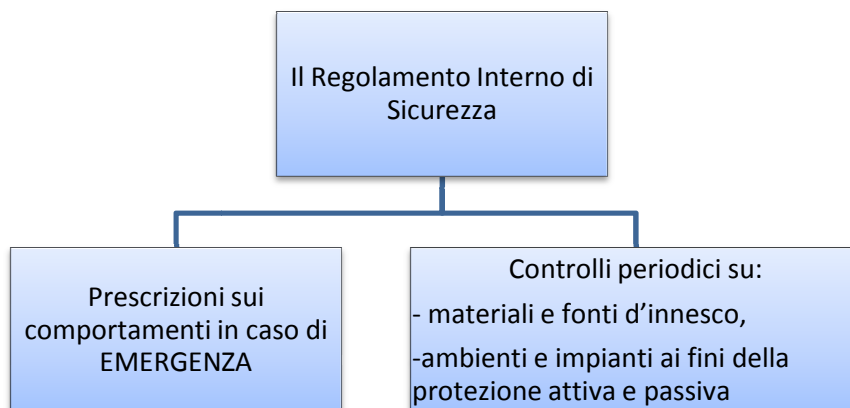 Il Regolamento Interno di
Sicurezza
Prescrizioni sui
comportamenti in caso di
EMERGENZA
Controlli periodici su:
- materiali e fonti d’innesco,
-ambienti e impianti ai fini della
protezione attiva e passiva